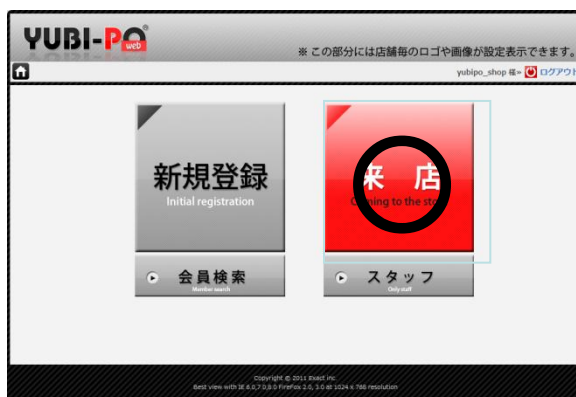 YUBI-PO
web
※ この部分には店舗毎のロゴや画像が設定表示できます。
yubipo_shop 様» ログアウト
新規登録
Initial registration
来 店
Coming to the store
会員検索
Member search
スタッフ
Only staff
Copyright © 2011 Exact inc
Best view with IE 6.0,7.0,8.0 FireFox 2.0, 3.0 at 1024 x 768 resolution